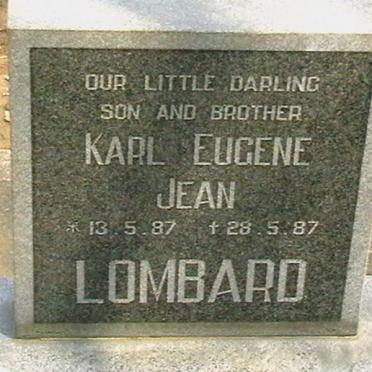 OUR LITTLE DARLING
SON AND BROTHER
KARL EUGENE
JEAN
* 13.5.87 † 28.5.87
LOMBARD